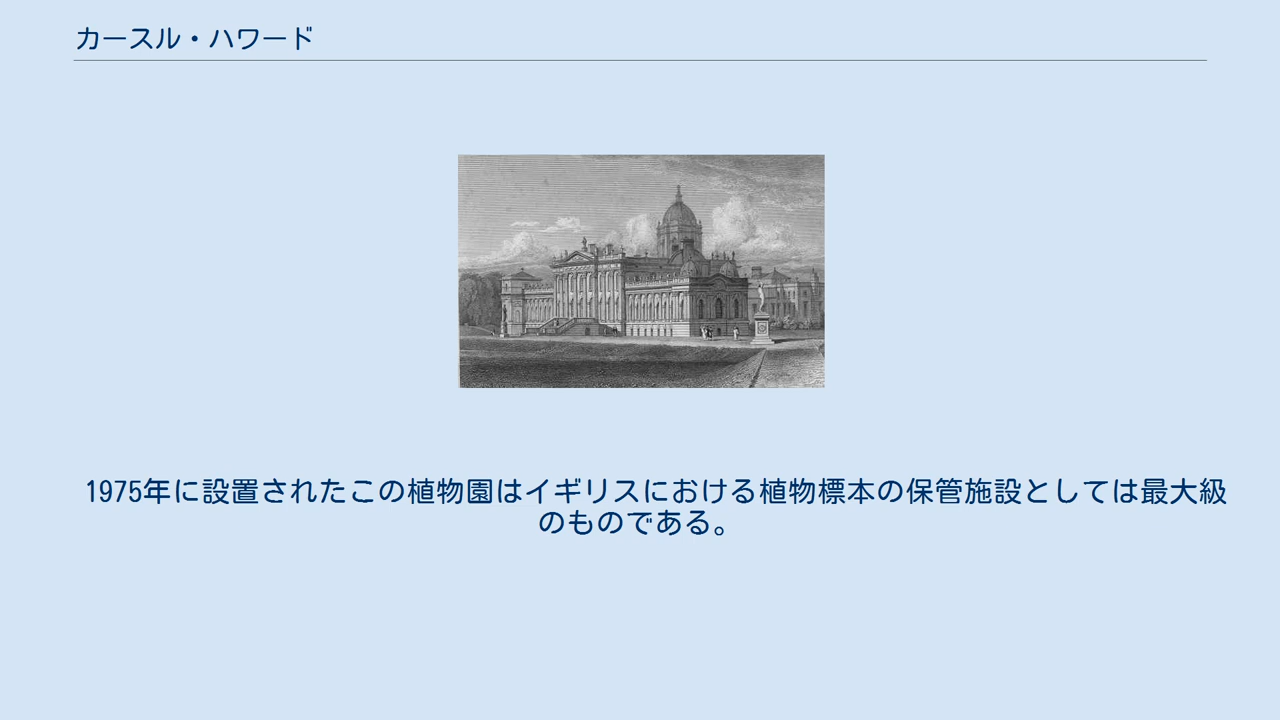 カースル・ハワード
1975年に設置されたこの植物園はイギリスにおける植物標本の保管施設としては最大級
のものである。